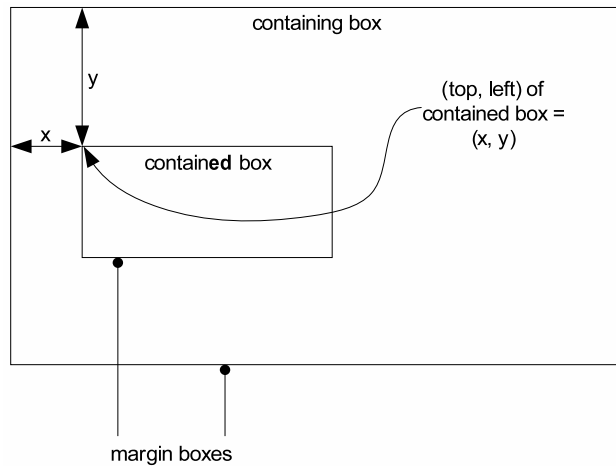 containing box
y
(top, left) of
contained box =
(x, y)
x
contained box
margin boxes